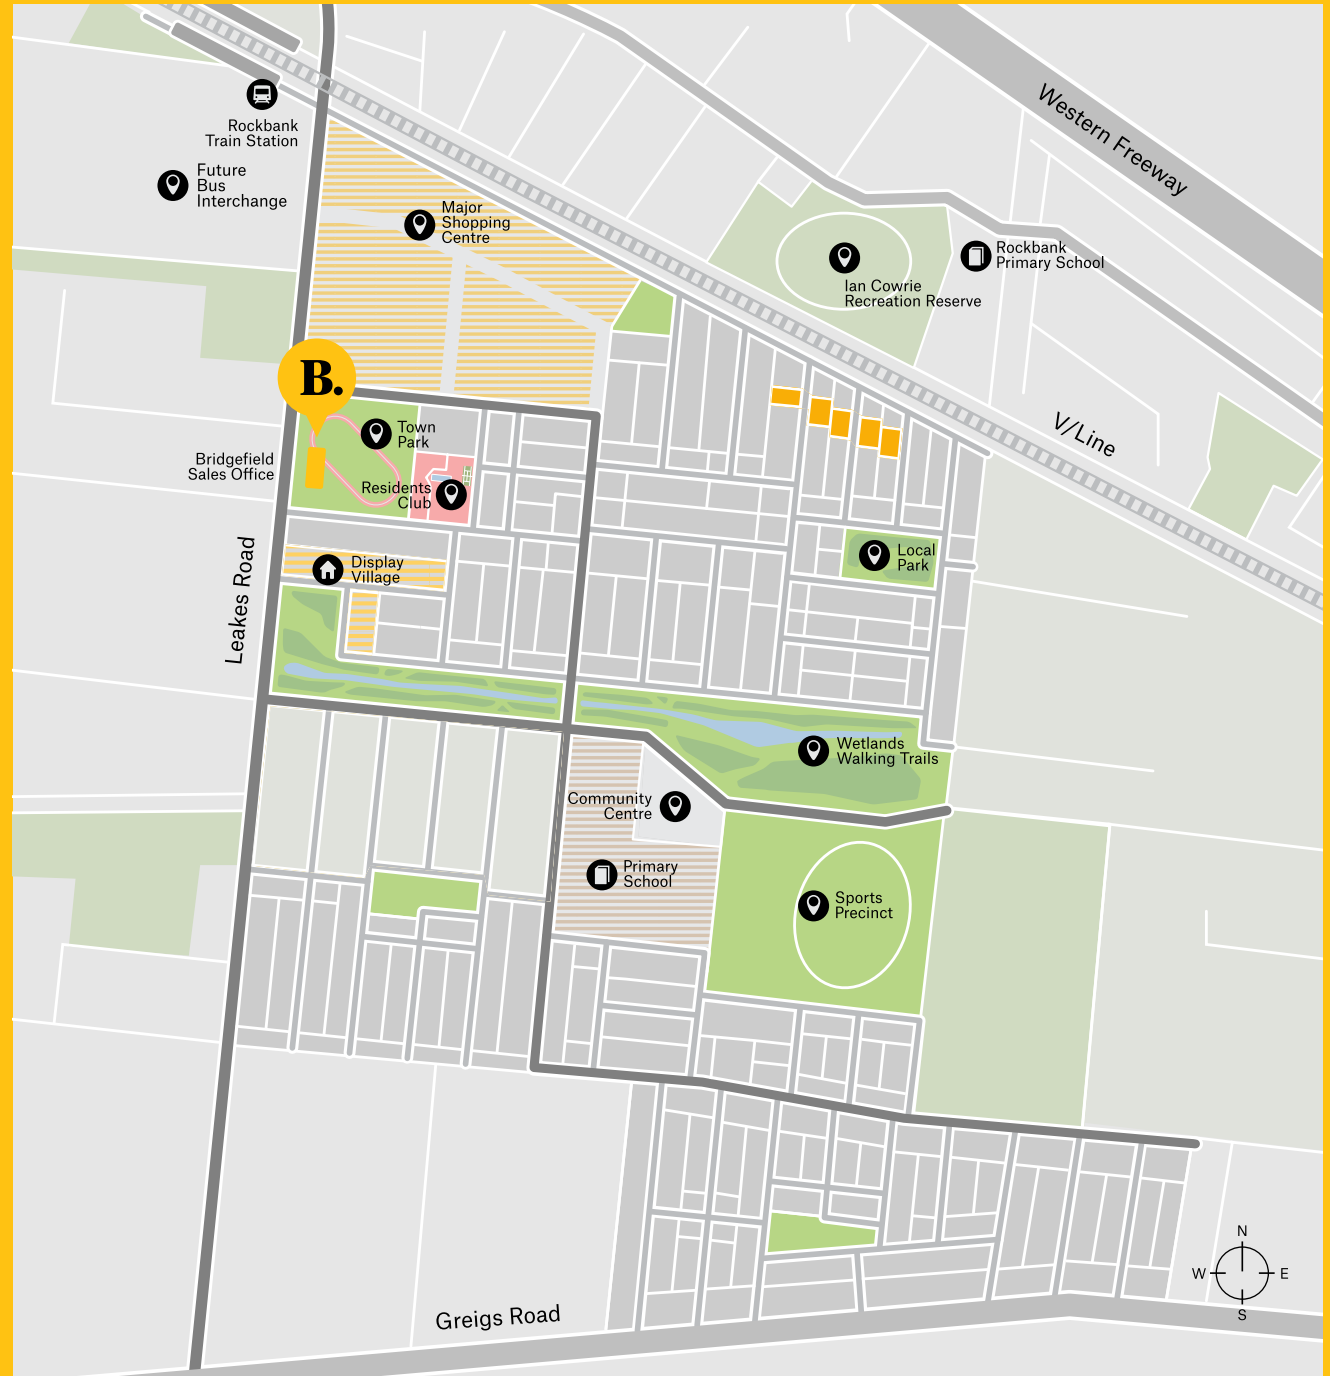 Western Freeway
Rockbank
Train Station
Future
Bus
Interchange
Major
Shopping
Centre
Rockbank
Primary School
Ian Cowrie
Recreation Reserve
B.
V/Line
Town
Park
Bridgefield
Sales Office
Residents
Club
Leakes Road
Display
Village
Local
Park
Wetlands
Walking Trails
Community
Centre
Primary
School
Sports
Precinct
N
W E
S
Greigs Road